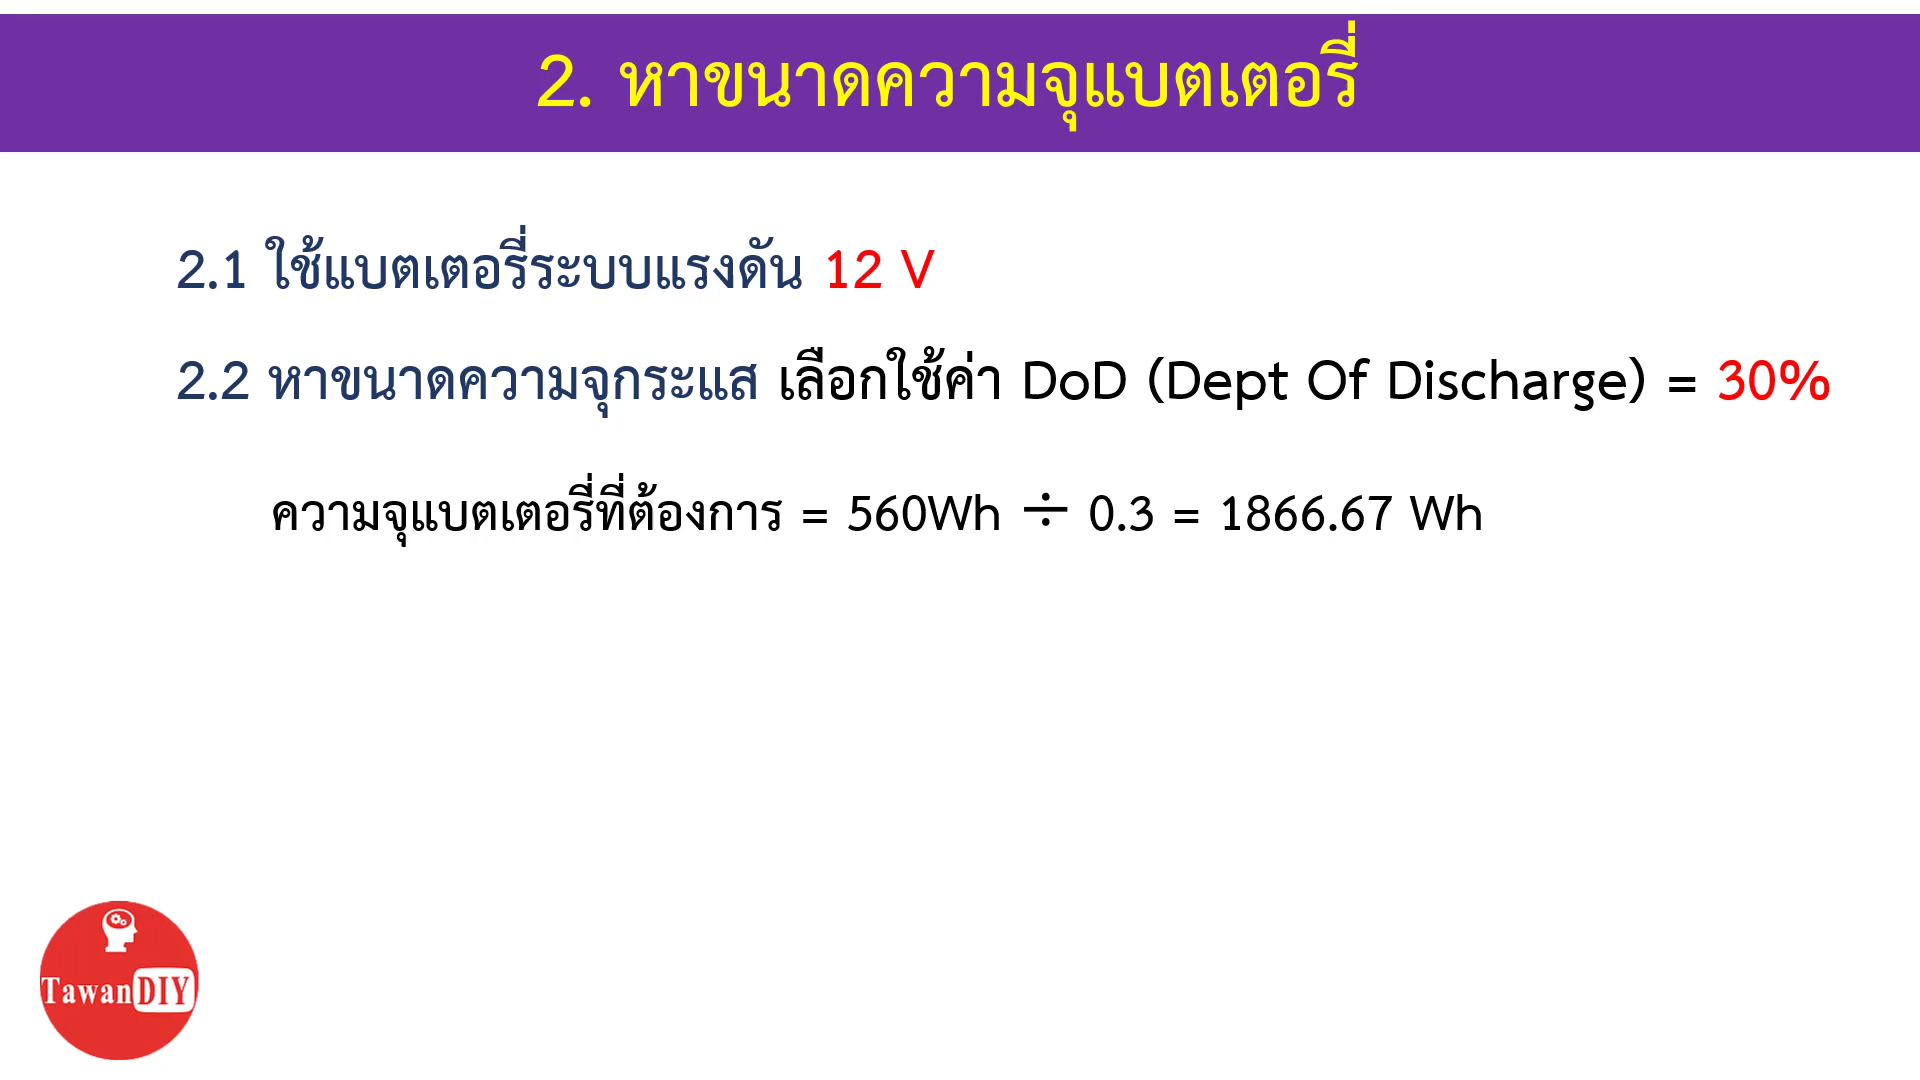 2. หาขนาดความจุแบตเตอรี่
2.1 ใช้แบตเตอรี่ระบบแรงดัน 12 V
2.2 หาขนาดความจุกระแส เลือกใช้ค่า DoD (Dept Of Discharge) = 30%
ความจุแบตเตอรี่ที่ต้องการ = 560Wh ÷ 0.3 = 1866.67 Wh
TawanDIY